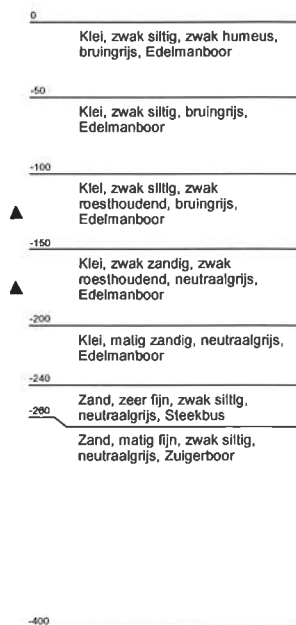 0
Klei, zwak siltig, zwak humeus,
bruingrijs, Edelmanboor
-50
Klei, zwak siltig, bruingrijs,
Edelmanboor
-100
Klei, zwak siltig, zwak
roesthoudend, bruingrijs,
Edelmanboor
-150
Klei, zwak zandig, zwak
roesthoudend, neutraalgrijs,
Edelmanboor
-200
Klei, matig zandig, neutraalgrijs,
Edelmanboor
-240
Zand, zeer fijn, zwak siltig,
neutraalgrijs, Steekbus
-260
Zand, matig fijn, zwak siltig,
neutraalgrijs, Zuigerboor
-400